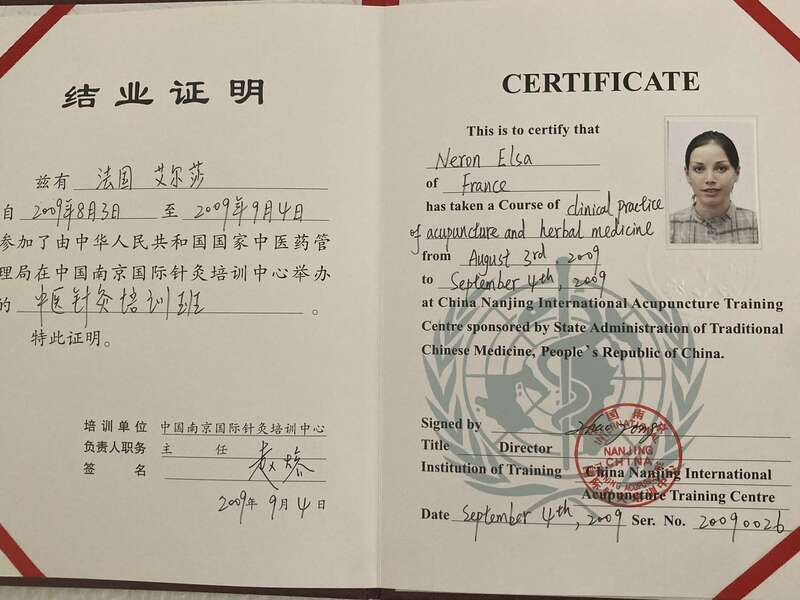 结业证明
兹有 法国 艾尔莎
自 2009年8月3日 至 2009年9月4日
参加了由中华人民共和国国家中医药管
理局在中国南京国际针灸培训中心举办
的 中医针灸培训班 。
特此证明。
培训单位 中国南京国际针灸培训中心
负责人职务 主 任
签 名
2009年 9月 4日
CERTIFICATE
This is to certify that
Neron Elsa
of France
has taken a Course of clinical practice
of acupuncture and herbal medicine
from August 3rd 2009
to September 4th, 2009
at China Nanjing International Acupuncture Training
Centre sponsored by State Administration of Traditional
Chinese Medicine, People's Republic of China.
Signed by
Title Director
Institution of Training China Nanjing International
Acupuncture Training Centre
Date September 4th, 2009 Ser. No. 20090026
NANJING
CHINA